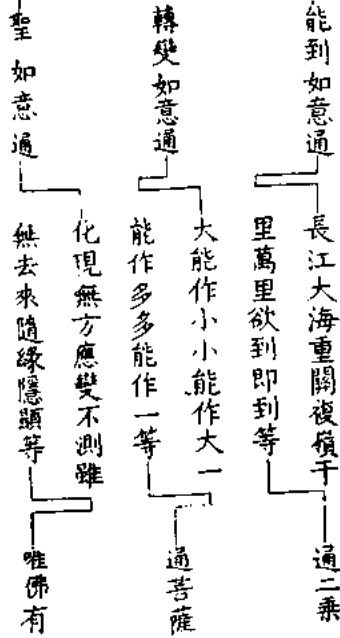 能到如意通
長江大海重關複嶺千
里萬里欲到即到等
通二乘
轉變如意通
大能作小小能作大一
能作多多能作一等
通菩薩
聖如意通
化現無方應變不測雖
無去來隨緣隱顯等
唯佛有